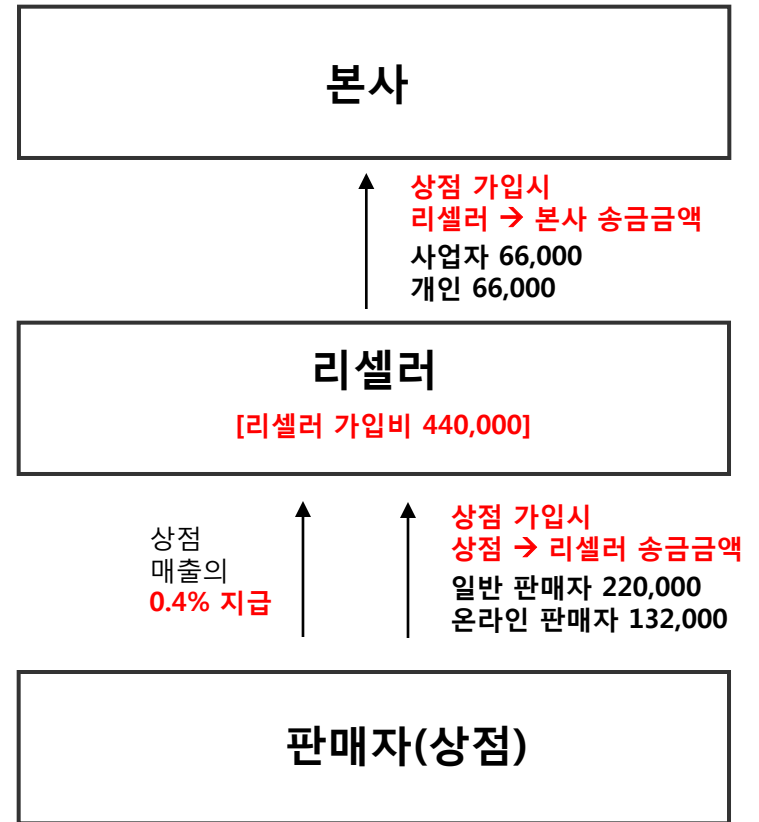 본사
상점 가입시
리셀러 → 본사 송금금액
사업자 66,000
개인 66,000
리셀러
[리셀러 가입비 440,000]
상점
매출의
0.4% 지급
상점 가입시
상점 → 리셀러 송금금액
일반 판매자 220,000
온라인 판매자 132,000
판매자(상점)